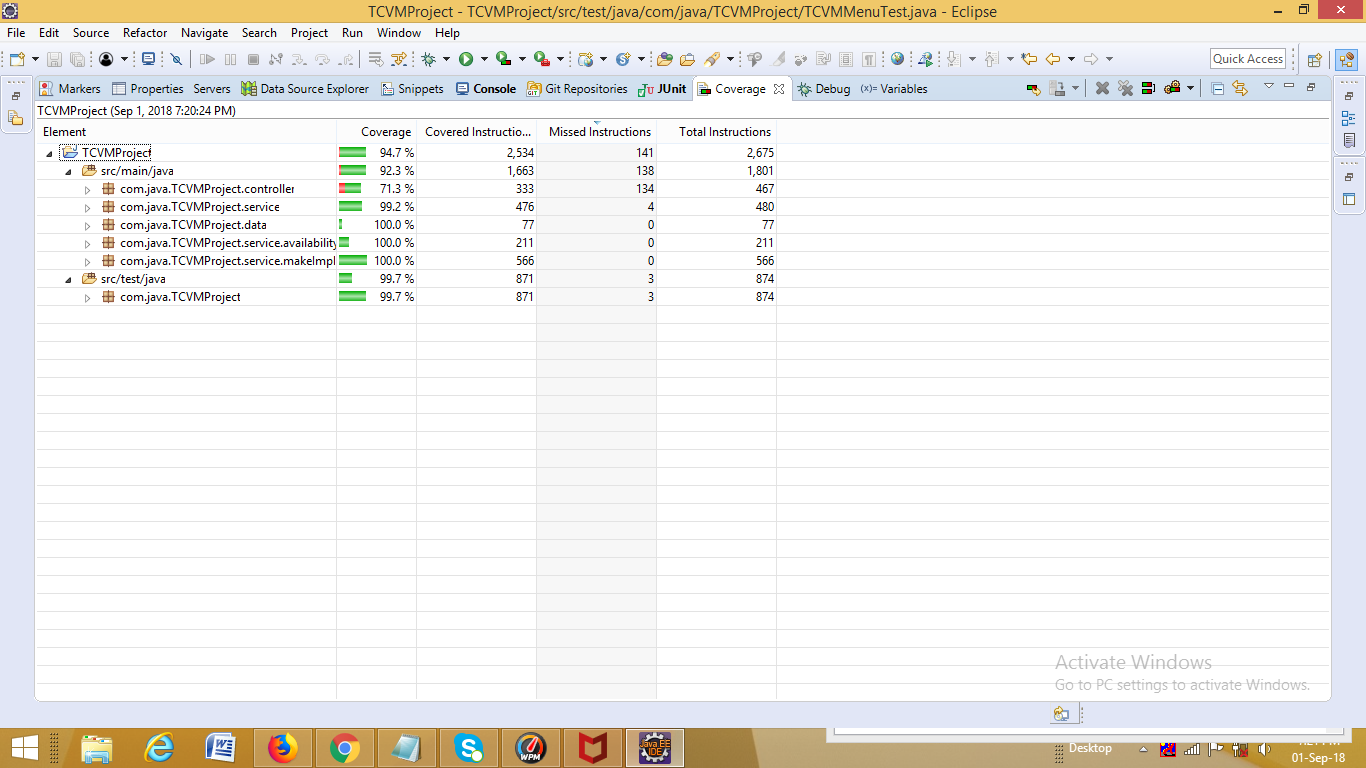 TCVMProject - TCVMProject/src/test/java/com/java/TCVMProject/TCVMMenuTest.java - Eclipse
File Edit Source Refactor Navigate Search Project Run Window Help
Quick Access
Markers Properties Servers Data Source Explorer Snippets Console Git Repositories JUnit Coverage Debug (x)= Variables
TCVMProject (Sep 1, 2018 7:20:24 PM)
Element Coverage Covered Instructio... Missed Instructions Total Instructions
TCVMProject 94.7 % 2,534 141 2,675
src/main/java 92.3 % 1,663 138 1,801
com.java.TCVMProject.controller 71.3 % 333 134 467
com.java.TCVMProject.service 99.2 % 476 4 480
com.java.TCVMProject.data 100.0 % 77 0 77
com.java.TCVMProject.service.availability 100.0 % 211 0 211
com.java.TCVMProject.service.makeImpl 100.0 % 566 0 566
src/test/java 99.7 % 871 3 874
com.java.TCVMProject 99.7 % 871 3 874
Activate Windows
Go to PC settings to activate Windows.
WPM
Java EE
IDE
Desktop
01-Sep-18